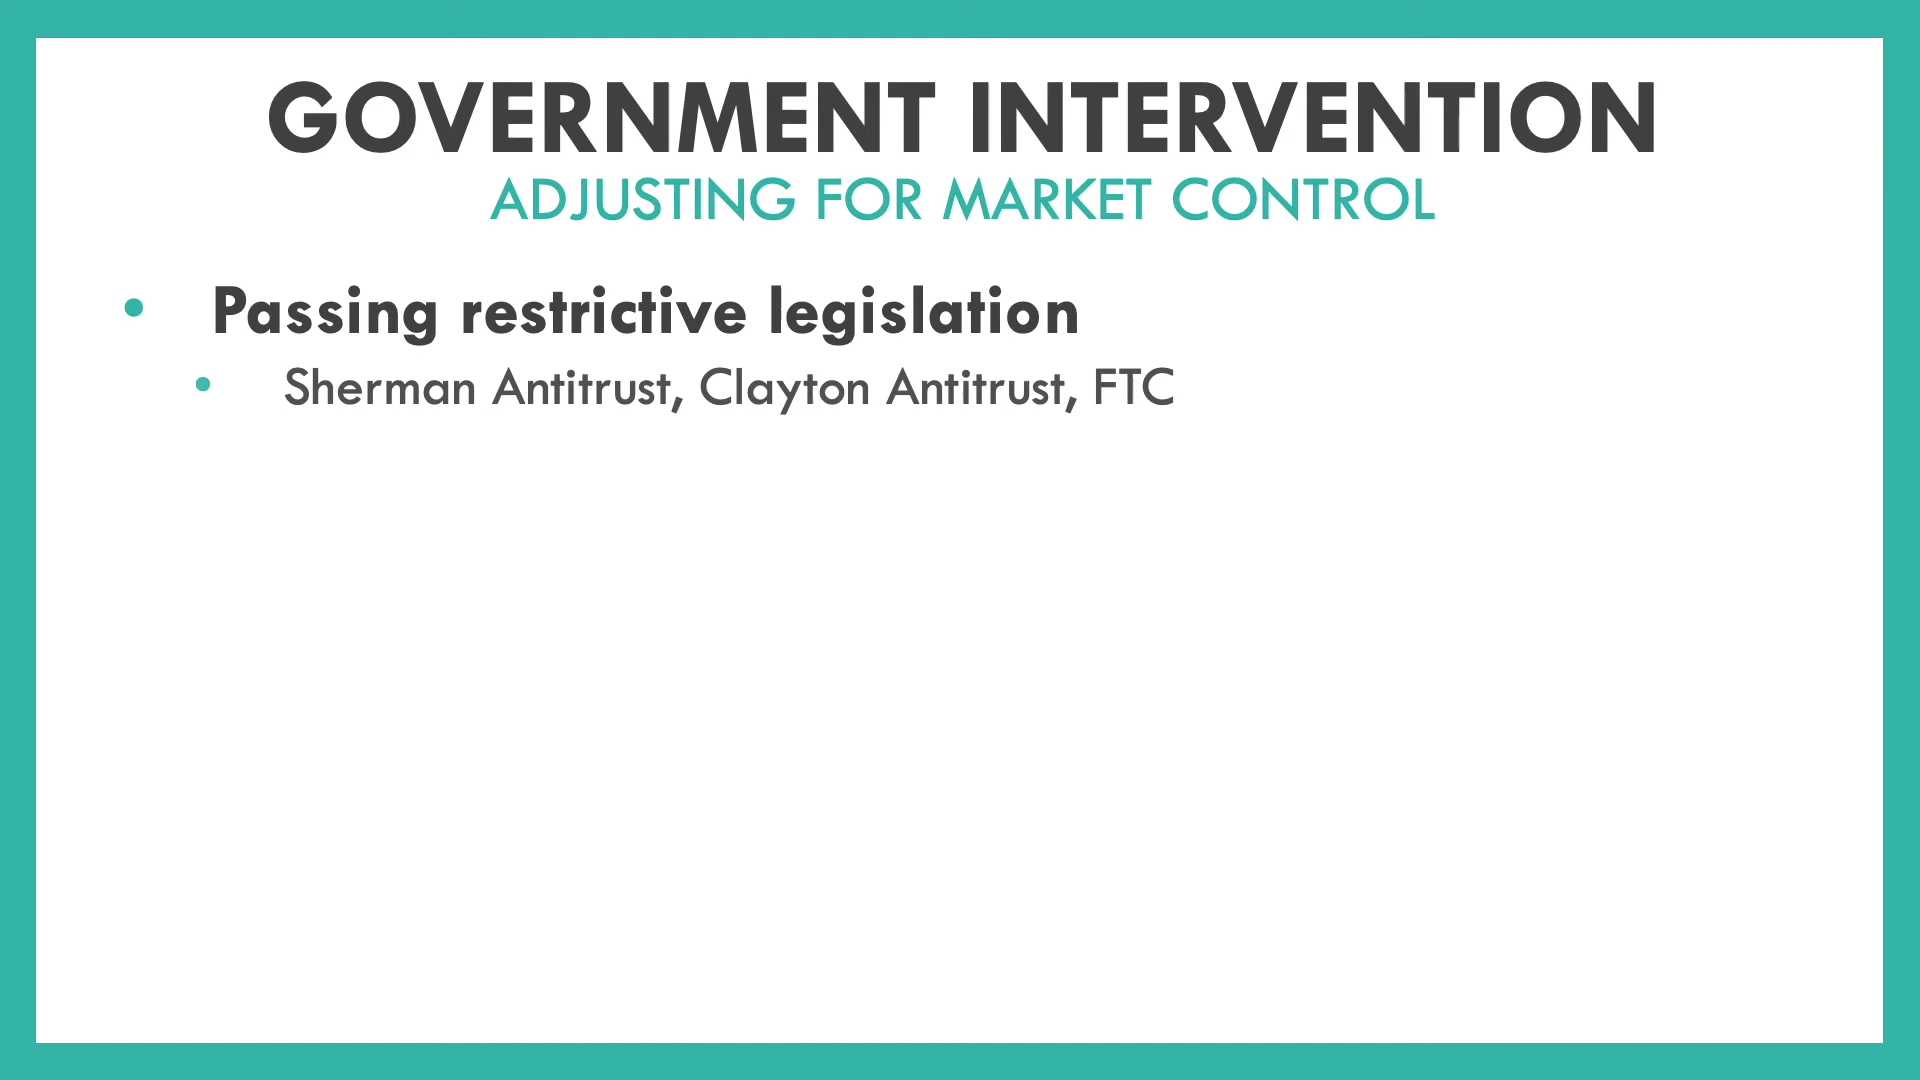 GOVERNMENT INTERVENTION
ADJUSTING FOR MARKET CONTROL
• Passing restrictive legislation
• Sherman Antitrust, Clayton Antitrust, FTC